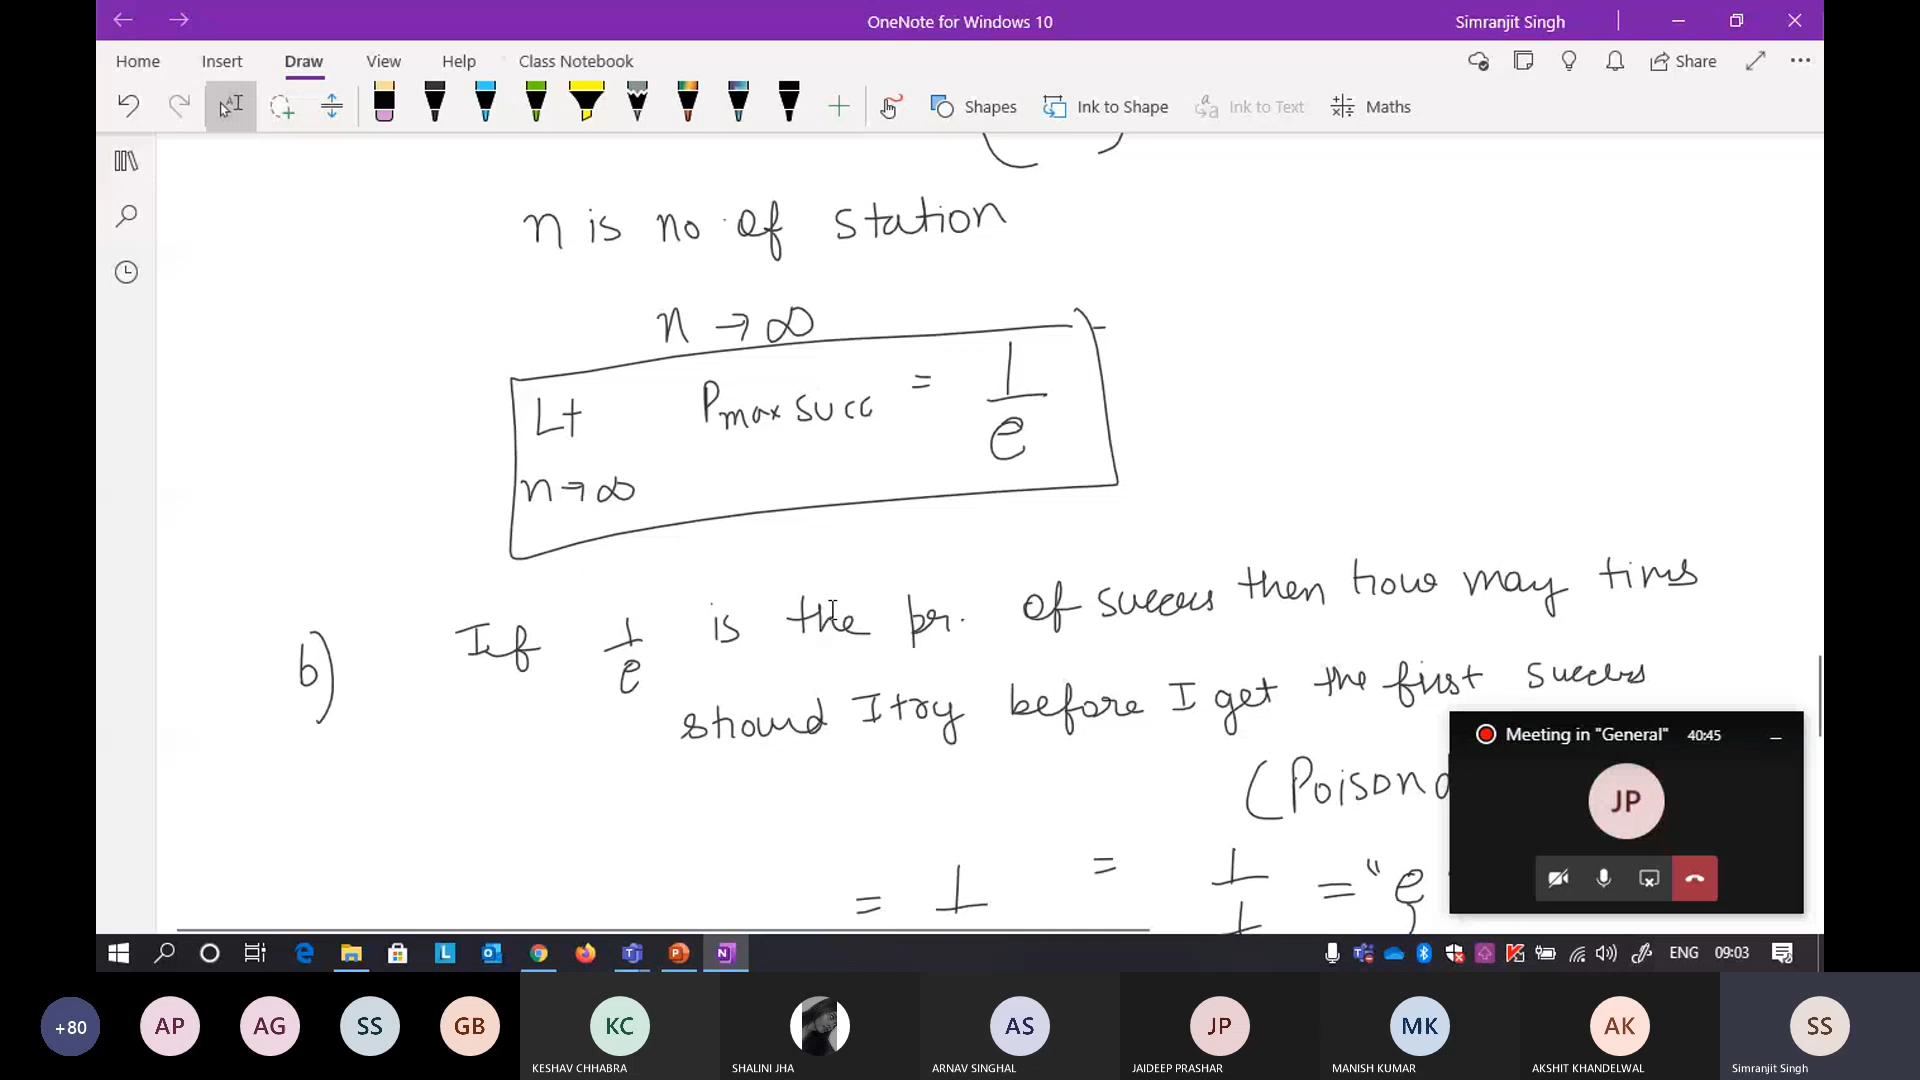 OneNote for Windows 10
Simranjit Singh
Home Insert Draw View Help Class Notebook
Share
Shapes Ink to Shape Ink to Text Maths
n is no of station
n → ∞
Lt P max succ = 1/e
n→∞
b) If 1/e is the pr. of success then how may tims
should I try before I get the first success
(Poison d
= 1 = 1/1 = "e
Meeting in "General" 40:45
JP
ENG 09:03
+80 AP AG SS GB KC AS JP MK AK SS
KESHAV CHHABRA SHALINI JHA ARNAV SINGHAL JAIDEEP PRASHAR MANISH KUMAR AKSHIT KHANDELWAL Simranjit Singh